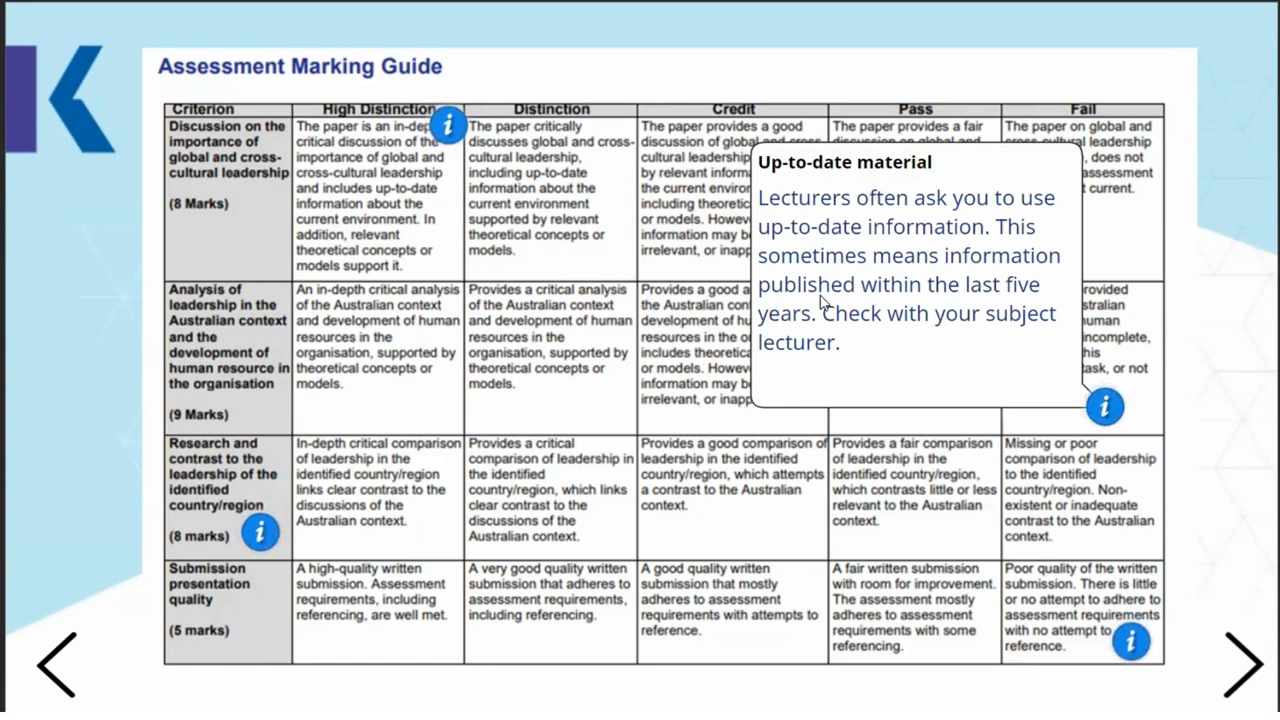 Assessment Marking Guide
Criterion High Distinction Distinction Credit Pass Fail
Discussion on the
importance of
global and cross-
cultural leadership
(8 Marks)
The paper is an in-
critical discussion of the
importance of global and
cross-cultural leadership
and includes up-to-date
information about the
current environment. In
addition, relevant
theoretical concepts or
models support it.
The paper critically
discusses global and cross-
cultural leadership,
including up-to-date
information about the
current environment
supported by relevant
theoretical concepts or
models.
The paper provides a good
discussion of global
cultural leadership
by relevant
the current
including
or models.
information may
irrelevant, or
The paper provides a fair
The paper on global and
leadership
, does not
assessment
current.
Up-to-date material
Lecturers often ask you to use
up-to-date information. This
sometimes means information
published within the last five
years. Check with your subject
lecturer.
Analysis of
leadership in the
Australian context
and the
development of
human resource in
the organisation
(9 Marks)
An in-depth critical analysis
of the Australian context
and development of human
resources in the
organisation, supported by
theoretical concepts or
models.
Provides a critical analysis
of the Australian context
and development of human
resources in the
organisation, supported by
theoretical concepts or
models.
Provides a good
the Australian
development of
resources in the
includes
or models.
information may
irrelevant, or
incomplete,
or not
Research and
contrast to the
leadership of the
identified
country/region
(8 marks)
In-depth critical comparison
of leadership in the
identified country/region
links clear contrast to the
discussions of the
Australian context.
Provides a critical
comparison of leadership in
the identified
country/region, which links
clear contrast to the
discussions of the
Australian context.
Provides a good comparison of
leadership in the identified
country/region, which attempts
a contrast to the Australian
context.
Provides a fair comparison
of leadership in the
identified country/region,
which contrasts little or less
relevant to the Australian
context.
Missing or poor
comparison of leadership
to the identified
country/region. Non-
existent or inadequate
contrast to the Australian
context.
Submission
presentation
quality
(5 marks)
A high-quality written
submission. Assessment
requirements, including
referencing, are well met.
A very good quality written
submission that adheres to
assessment requirements,
including referencing.
A good quality written
submission that mostly
adheres to assessment
requirements with attempts to
reference.
A fair written submission
with room for improvement.
The assessment mostly
adheres to assessment
requirements with some
referencing.
Poor quality of the written
submission. There is little
or no attempt to adhere to
assessment requirements
with no attempt to
reference.